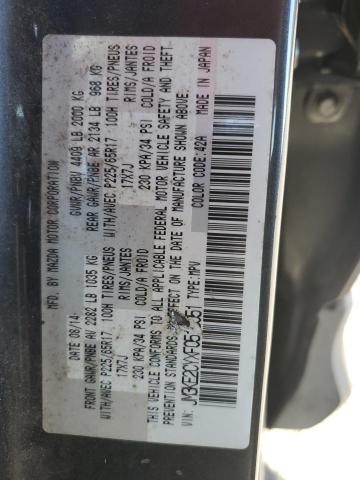 MFD. BY MAZDA MOTOR CORPORATION
DATE 08/14 GVWR/PNBV 4409 LB 2000 KG
FRONT GAWR/PNBE AV 2282 LB 1035 KG REAR GAWR/PNBE AR 2134 LB 968 KG
WITH/AVEC P225/65R17 100H TIRES/PNEUS WITH/AVEC P225/65R17 100H TIRES/PNEUS
17X7J RIMS/JANTES 17X7J RIMS/JANTES
230 KPA/34 PSI COLD/A FROID 230 KPA/34 PSI COLD/A FROID
THIS VEHICLE CONFORMS TO ALL APPLICABLE FEDERAL MOTOR VEHICLE SAFETY AND THEFT
PREVENTION STANDARDS EFFECT ON THE DATE OF MANUFACTURE SHOWN ABOVE.
MADE IN JAPAN
VIN: TYPE:MPV COLOR CODE:42A